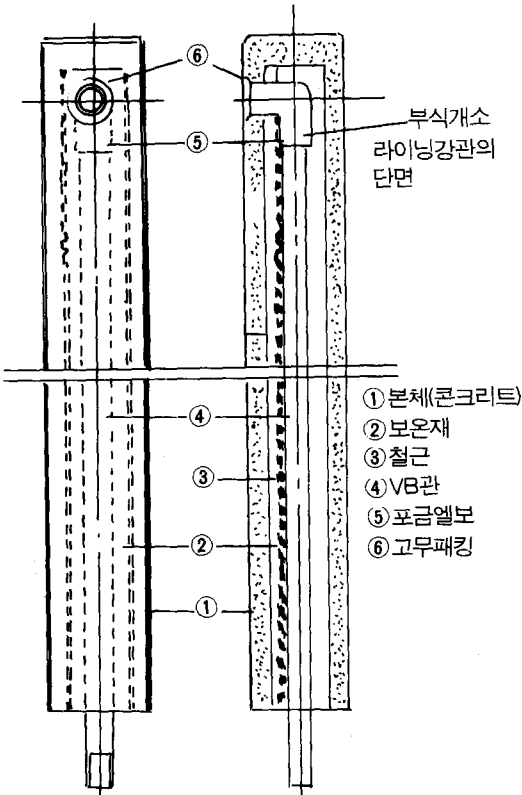 ⑥
⑤
부식개소
라이닝강관의
단면
④
③
②
①
①본체(콘크리트)
②보온재
③철근
④VB관
⑤포금엘보
⑥고무패킹